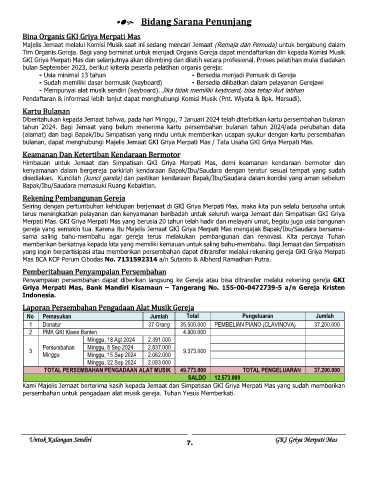 Bidang Sarana Penunjang
Bina Organis GKI Griya Merpati Mas
Majelis Jemaat melalui Komisi Musik saat ini sedang mencari Jemaat (Remaja dan Pemuda) untuk bergabung dalam
Tim Organis Gereja. Bagi yang berminat untuk menjadi Organis Gereja dapat mendaftarkan diri kepada Komisi Musik
GKI Griya Merpati Mas dan selanjutnya akan dibimbing dan dilatih secara profesional. Proses pelatihan mulai diadakan
bulan September 2023, berikut kriteria peserta pelatihan organis gereja:
- Usia minimal 13 tahun - Bersedia menjadi Pemusik di Gereja
- Sudah memiliki dasar bermusik (keyboard) - Bersedia dilibatkan dalam pelayanan Gerejawi
- Mempunyai alat musik sendiri (keyboard). Jika tidak memiliki keyboard, bisa tetap ikut latihan
Pendaftaran & informasi lebih lanjut dapat menghubungi Komisi Musik (Pnt. Wiyata & Bpk. Marsudi).
Kartu Bulanan
Diberitahukan kepada Jemaat bahwa, pada hari Minggu, 7 Januari 2024 telah diterbitkan kartu persembahan bulanan
tahun 2024. Bagi Jemaat yang belum menerima kartu persembahan bulanan tahun 2024/ada perubahan data
(alamat) dan bagi Bapak/Ibu Simpatisan yang rindu untuk memberikan ucapan syukur dengan kartu persembahan
bulanan, dapat menghubungi Majelis Jemaat GKI Griya Merpati Mas / Tata Usaha GKI Griya Merpati Mas.
Keamanan Dan Ketertiban Kendaraan Bermotor
Himbauan untuk Jemaat dan Simpatisan GKI Griya Merpati Mas, demi keamanan kendaraan bermotor dan
kenyamanan dalam bergereja parkirlah kendaraan Bapak/Ibu/Saudara dengan teratur sesuai tempat yang sudah
disediakan. Kuncilah (kunci ganda) dan pastikan kendaraan Bapak/Ibu/Saudara dalam kondisi yang aman sebelum
Bapak/Ibu/Saudara memasuki Ruang Kebaktian.
Rekening Pembangunan Gereja
Seiring dengan pertumbuhan kehidupan berjemaat di GKI Griya Merpati Mas, maka kita pun selalu berusaha untuk
terus meningkatkan pelayanan dan kenyamanan beribadah untuk seluruh warga Jemaat dan Simpatisan GKI Griya
Merpati Mas. GKI Griya Merpati Mas yang berusia 20 tahun telah hadir dan melayani umat, begitu juga usia bangunan
gereja yang semakin tua. Karena itu Majelis Jemaat GKI Griya Merpati Mas mengajak Bapak/Ibu/Saudara bersama-
sama saling bahu-membahu agar gereja terus melakukan pembangunan dan renovasi. Kita percaya Tuhan
memberikan berkatnya kepada kita yang memiliki kemauan untuk saling bahu-membahu. Bagi Jemaat dan Simpatisan
yang ingin berpartisipasi atau memberikan persembahan dapat ditransfer melalui rekening gereja GKI Griya Merpati
Mas BCA KCP Perum Cibodas No. 7131592314 a/n Sutanto & Albherd Ramadhan Putra.
Pemberitahuan Penyampaian Persembahan
Penyampaian persembahan dapat diberikan langsung ke Gereja atau bisa ditransfer melalui rekening gereja GKI
Griya Merpati Mas, Bank Mandiri Kisamaun – Tangerang No. 155-00-0472739-5 a/n Gereja Kristen
Indonesia.
Laporan Persembahan Pengadaan Alat Musik Gereja
No Pemasukan Jumlah Total Pengeluaran Jumlah
1 Donatur 37 Orang 35.500.000 PEMBELIAN PIANO (CLAVINOVA) 37.200.000
2 PMK GKI Klasis Banten 4.900.000
3 Persembahan Minggu Minggu, 18 Agt 2024 2.391.000 9.373.000
Minggu, 8 Sep 2024 2.837.000
Minggu, 15 Sep 2024 2.062.000
Minggu, 22 Sep 2024 2.083.000
TOTAL PERSEMBAHAN PENGADAAN ALAT MUSIK 49.773.000 TOTAL PENGELUARAN 37.200.000
SALDO 12.573.000
Kami Majelis Jemaat berterima kasih kepada Jemaat dan Simpatisan GKI Griya Merpati Mas yang sudah memberikan
persembahan untuk pengadaan alat musik gereja. Tuhan Yesus Memberkati.
Untuk Kalangan Sendiri 7. GKI Griya Merpati Mas